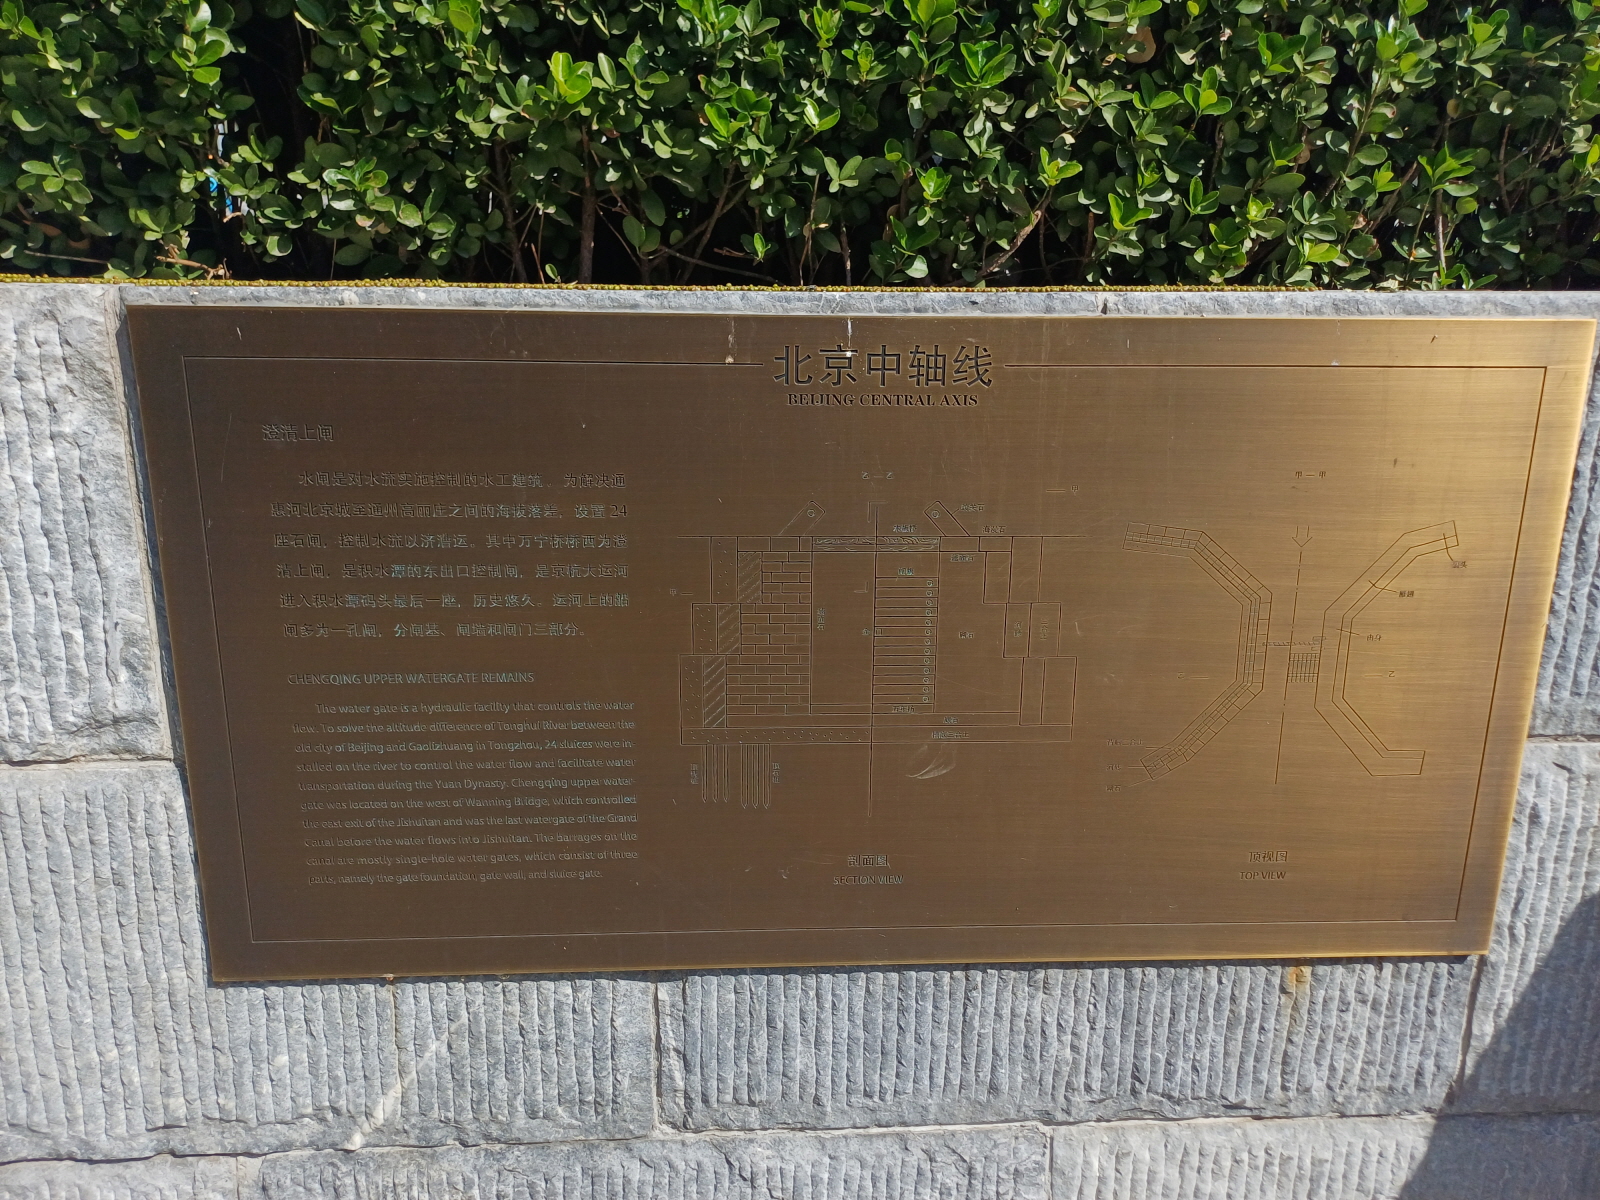 北京中轴线
BEIJING CENTRAL AXIS
澄清上闸
水闸是对水流实施控制的水工建筑。为解决通
惠河北京城至通州高丽庄之间的海拔落差，设置 24
座石闸，控制水流以济漕运。其中万宁桥桥西为澄
清上闸，是积水潭的东出口控制闸，是京杭大运河
进入积水潭码头最后一座，历史悠久。运河上的船
闸多为一孔闸，分闸基、闸墙和闸门三部分。
CHENGQING UPPER WATERGATE REMAINS
The water gate is a hydraulic facility that controls the water
flow. To solve the altitude difference of Tonghui River between the
old city of Beijing and Gaolizhuang in Tongzhou, 24 sluices were in-
stalled on the river to control the water flow and facilitate water
transportation during the Yuan Dynasty. Chengqing upper water-
gate was located on the west of Wanning Bridge, which controlled
the east exit of the Jishuitan and was the last watergate of the Grand
Canal before the water flows into Jishuitan. The barrages on the
canal are mostly single-hole water gates, which consist of three
parts, namely the gate foundation, gate wall, and sluice gate.
乙—乙
甲
甲
剖面图
SECTION VIEW
甲—甲
乙
顶视图
TOP VIEW